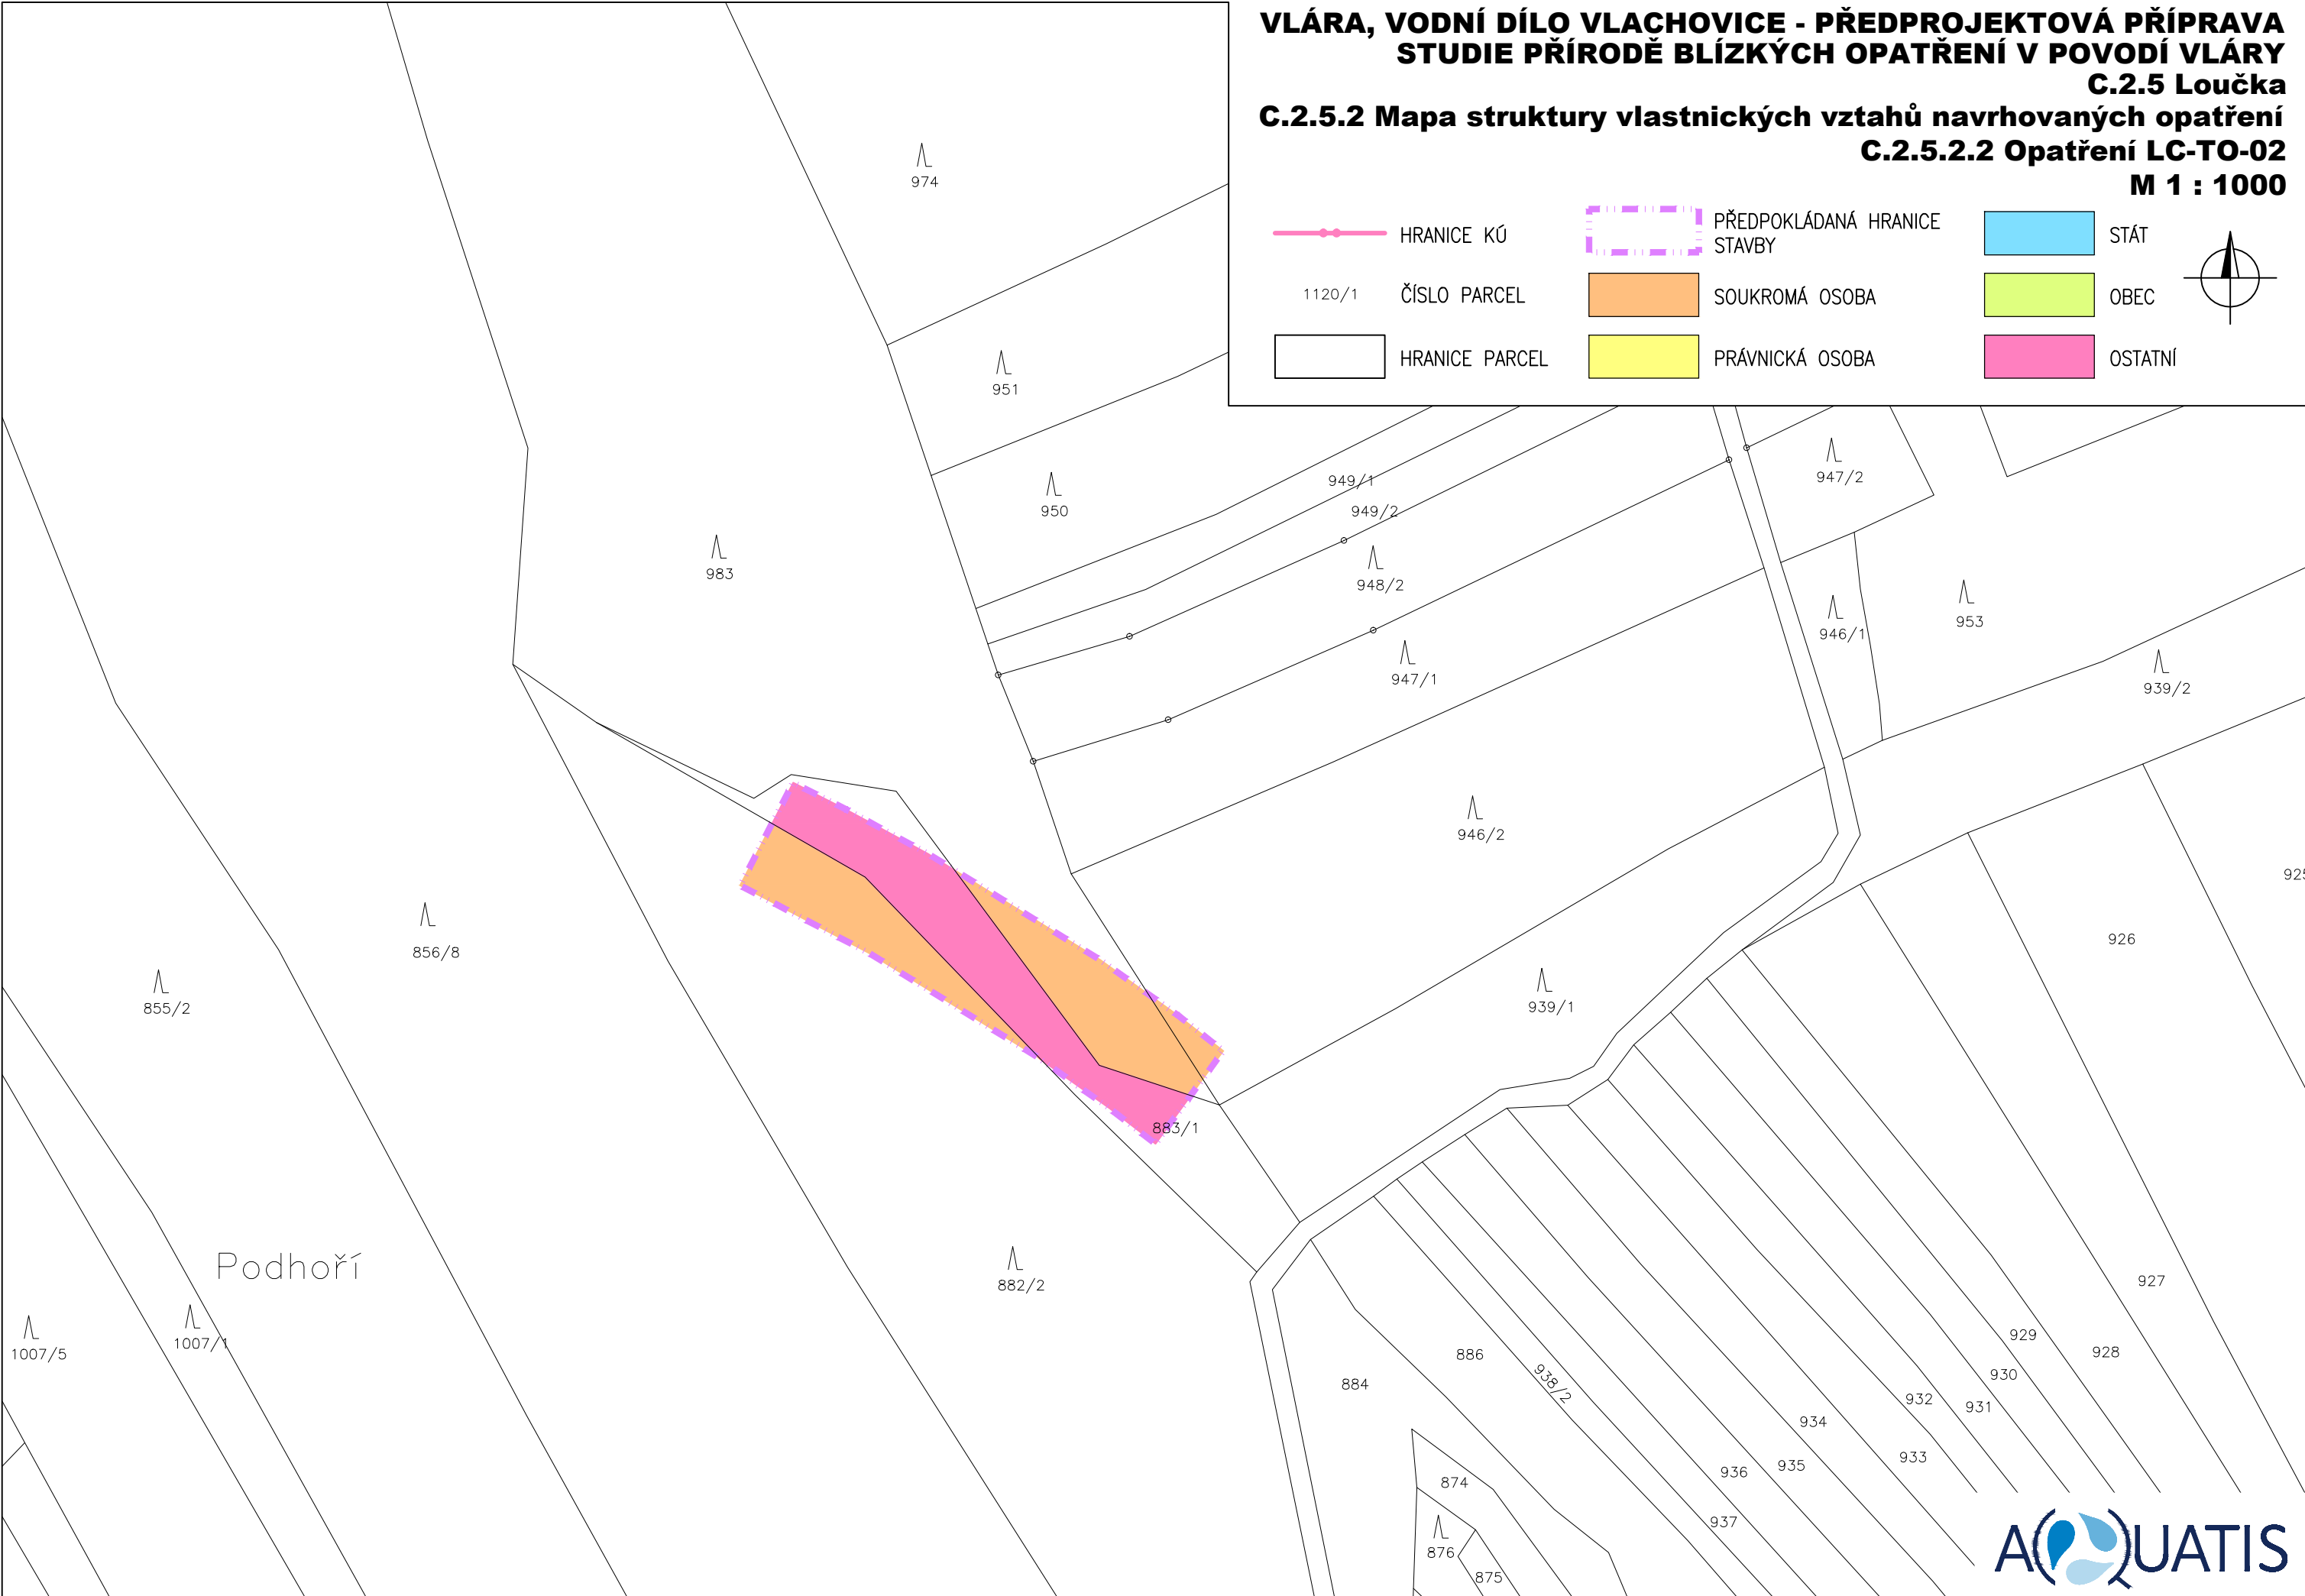 VLÁRA, VODNÍ DÍLO VLACHOVICE - PŘEDPROJEKTOVÁ PŘÍPRAVA
STUDIE PŘÍRODĚ BLÍZKÝCH OPATŘENÍ V POVODÍ VLÁRY
C.2.5 Loučka
C.2.5.2 Mapa struktury vlastnických vztahů navrhovaných opatření
C.2.5.2.2 Opatření LC-TO-02
M 1 : 1000
HRANICE KÚ
PŘEDPOKLÁDANÁ HRANICE
STAVBY
STÁT
1120/1
ČÍSLO PARCEL
SOUKROMÁ OSOBA
OBEC
HRANICE PARCEL
PRÁVNICKÁ OSOBA
OSTATNÍ
974
951
950
949/1
949/2
947/2
983
948/2
946/1
953
947/1
939/2
946/2
925
926
856/8
855/2
939/1
883/1
Podhoří
882/2
927
1007/5
1007/1
929
928
886
884
938/2
930
932
931
934
933
935
936
874
937
876
875
AQUATIS